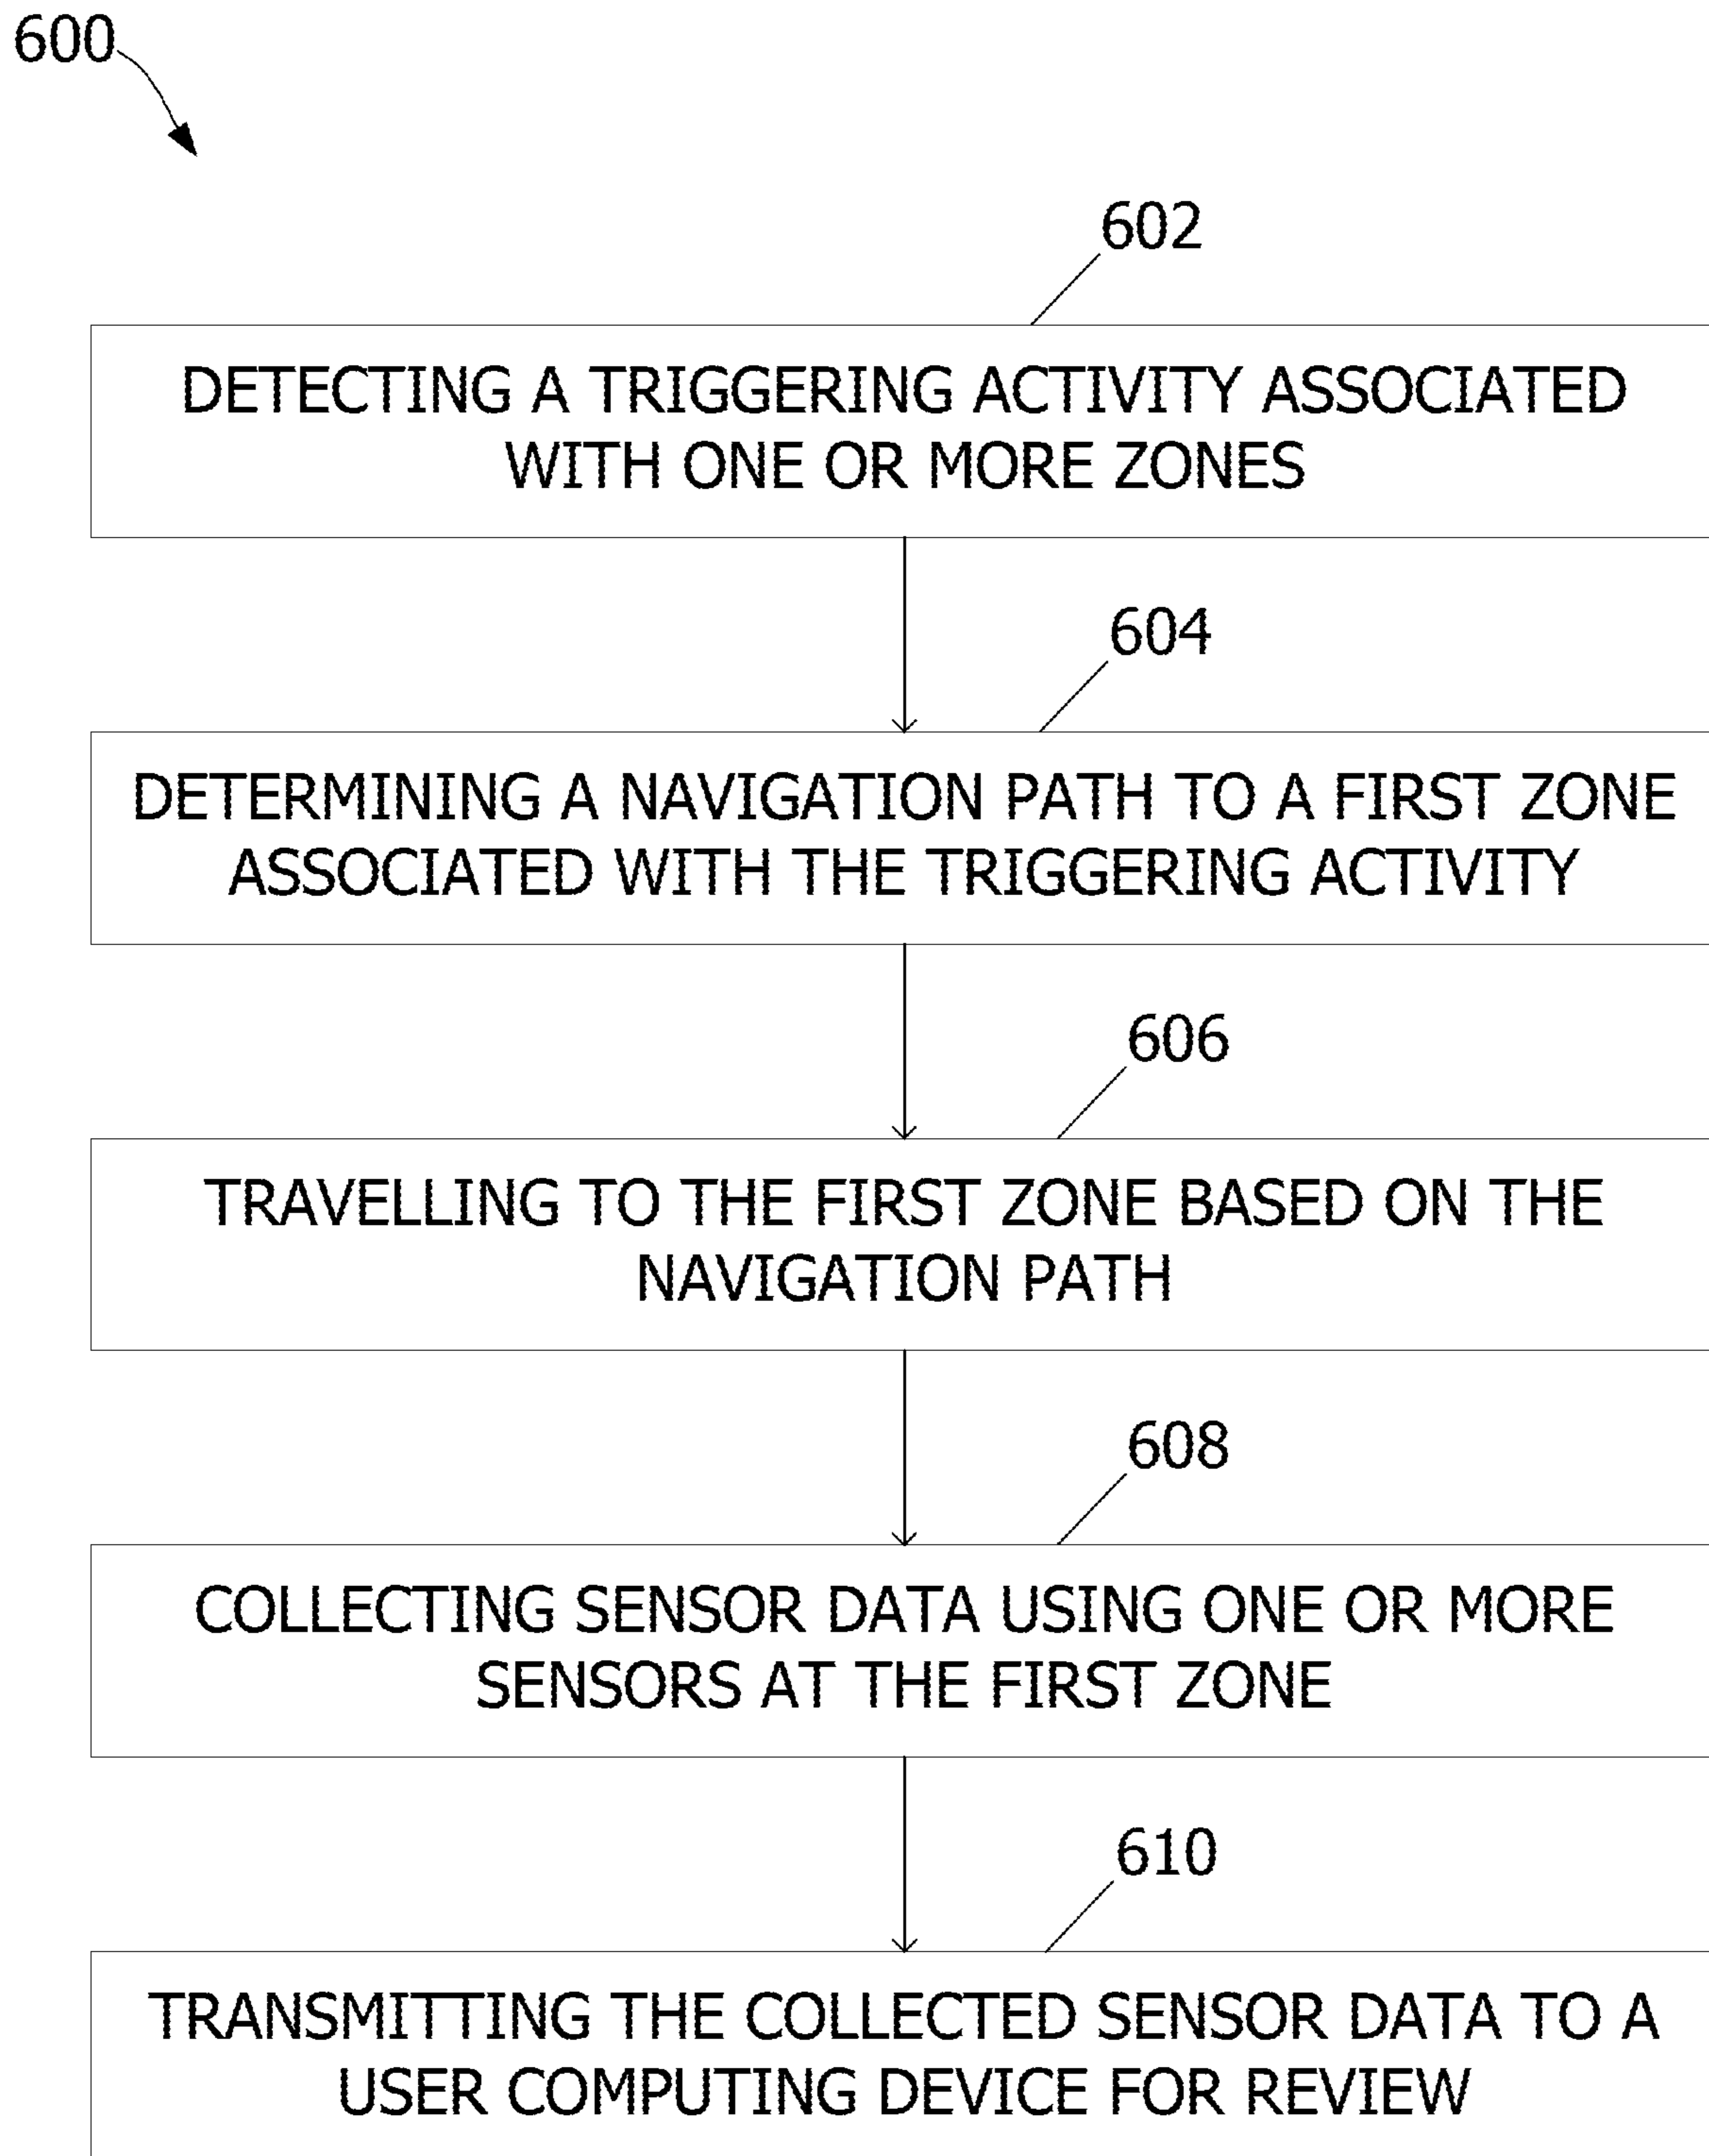 600
602
DETECTING A TRIGGERING ACTIVITY ASSOCIATED
WITH ONE OR MORE ZONES
604
DETERMINING A NAVIGATION PATH TO A FIRST ZONE
ASSOCIATED WITH THE TRIGGERING ACTIVITY
606
TRAVELLING TO THE FIRST ZONE BASED ON THE
NAVIGATION PATH
608
COLLECTING SENSOR DATA USING ONE OR MORE
SENSORS AT THE FIRST ZONE
610
TRANSMITTING THE COLLECTED SENSOR DATA TO A
USER COMPUTING DEVICE FOR REVIEW